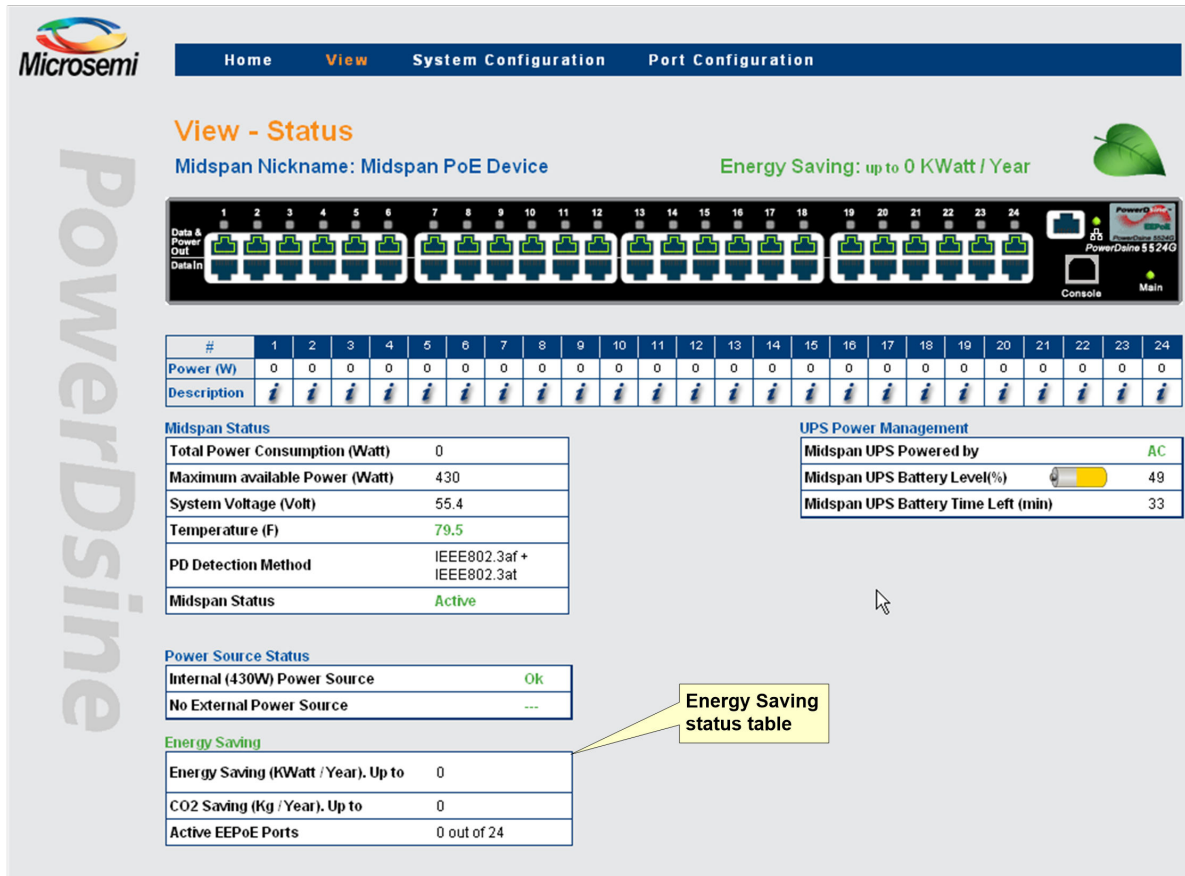 Microsemi
Home View System Configuration Port Configuration
PowerDsine
View - Status
Midspan Nickname: Midspan PoE Device Energy Saving: up to 0 KWatt / Year
1 2 3 4 5 6 7 8 9 10 11 12 13 14 15 16 17 18 19 20 21 22 23 24
Data &
Power
Out
Data In
EEPoE
PowerDsine 5524G
PowerDsine 5524G
Console
Main
# 1 2 3 4 5 6 7 8 9 10 11 12 13 14 15 16 17 18 19 20 21 22 23 24
Power (W) 0 0 0 0 0 0 0 0 0 0 0 0 0 0 0 0 0 0 0 0 0 0 0 0
Description i i i i i i i i i i i i i i i i i i i i i i i i
Midspan Status
Total Power Consumption (Watt) 0
Maximum available Power (Watt) 430
System Voltage (Volt) 55.4
Temperature (F) 79.5
PD Detection Method IEEE802.3af +
IEEE802.3at
Midspan Status Active
UPS Power Management
Midspan UPS Powered by AC
Midspan UPS Battery Level(%) 49
Midspan UPS Battery Time Left (min) 33
Power Source Status
Internal (430W) Power Source Ok
No External Power Source ---
Energy Saving
status table
Energy Saving
Energy Saving (KWatt / Year). Up to 0
CO2 Saving (Kg / Year). Up to 0
Active EEPoE Ports 0 out of 24